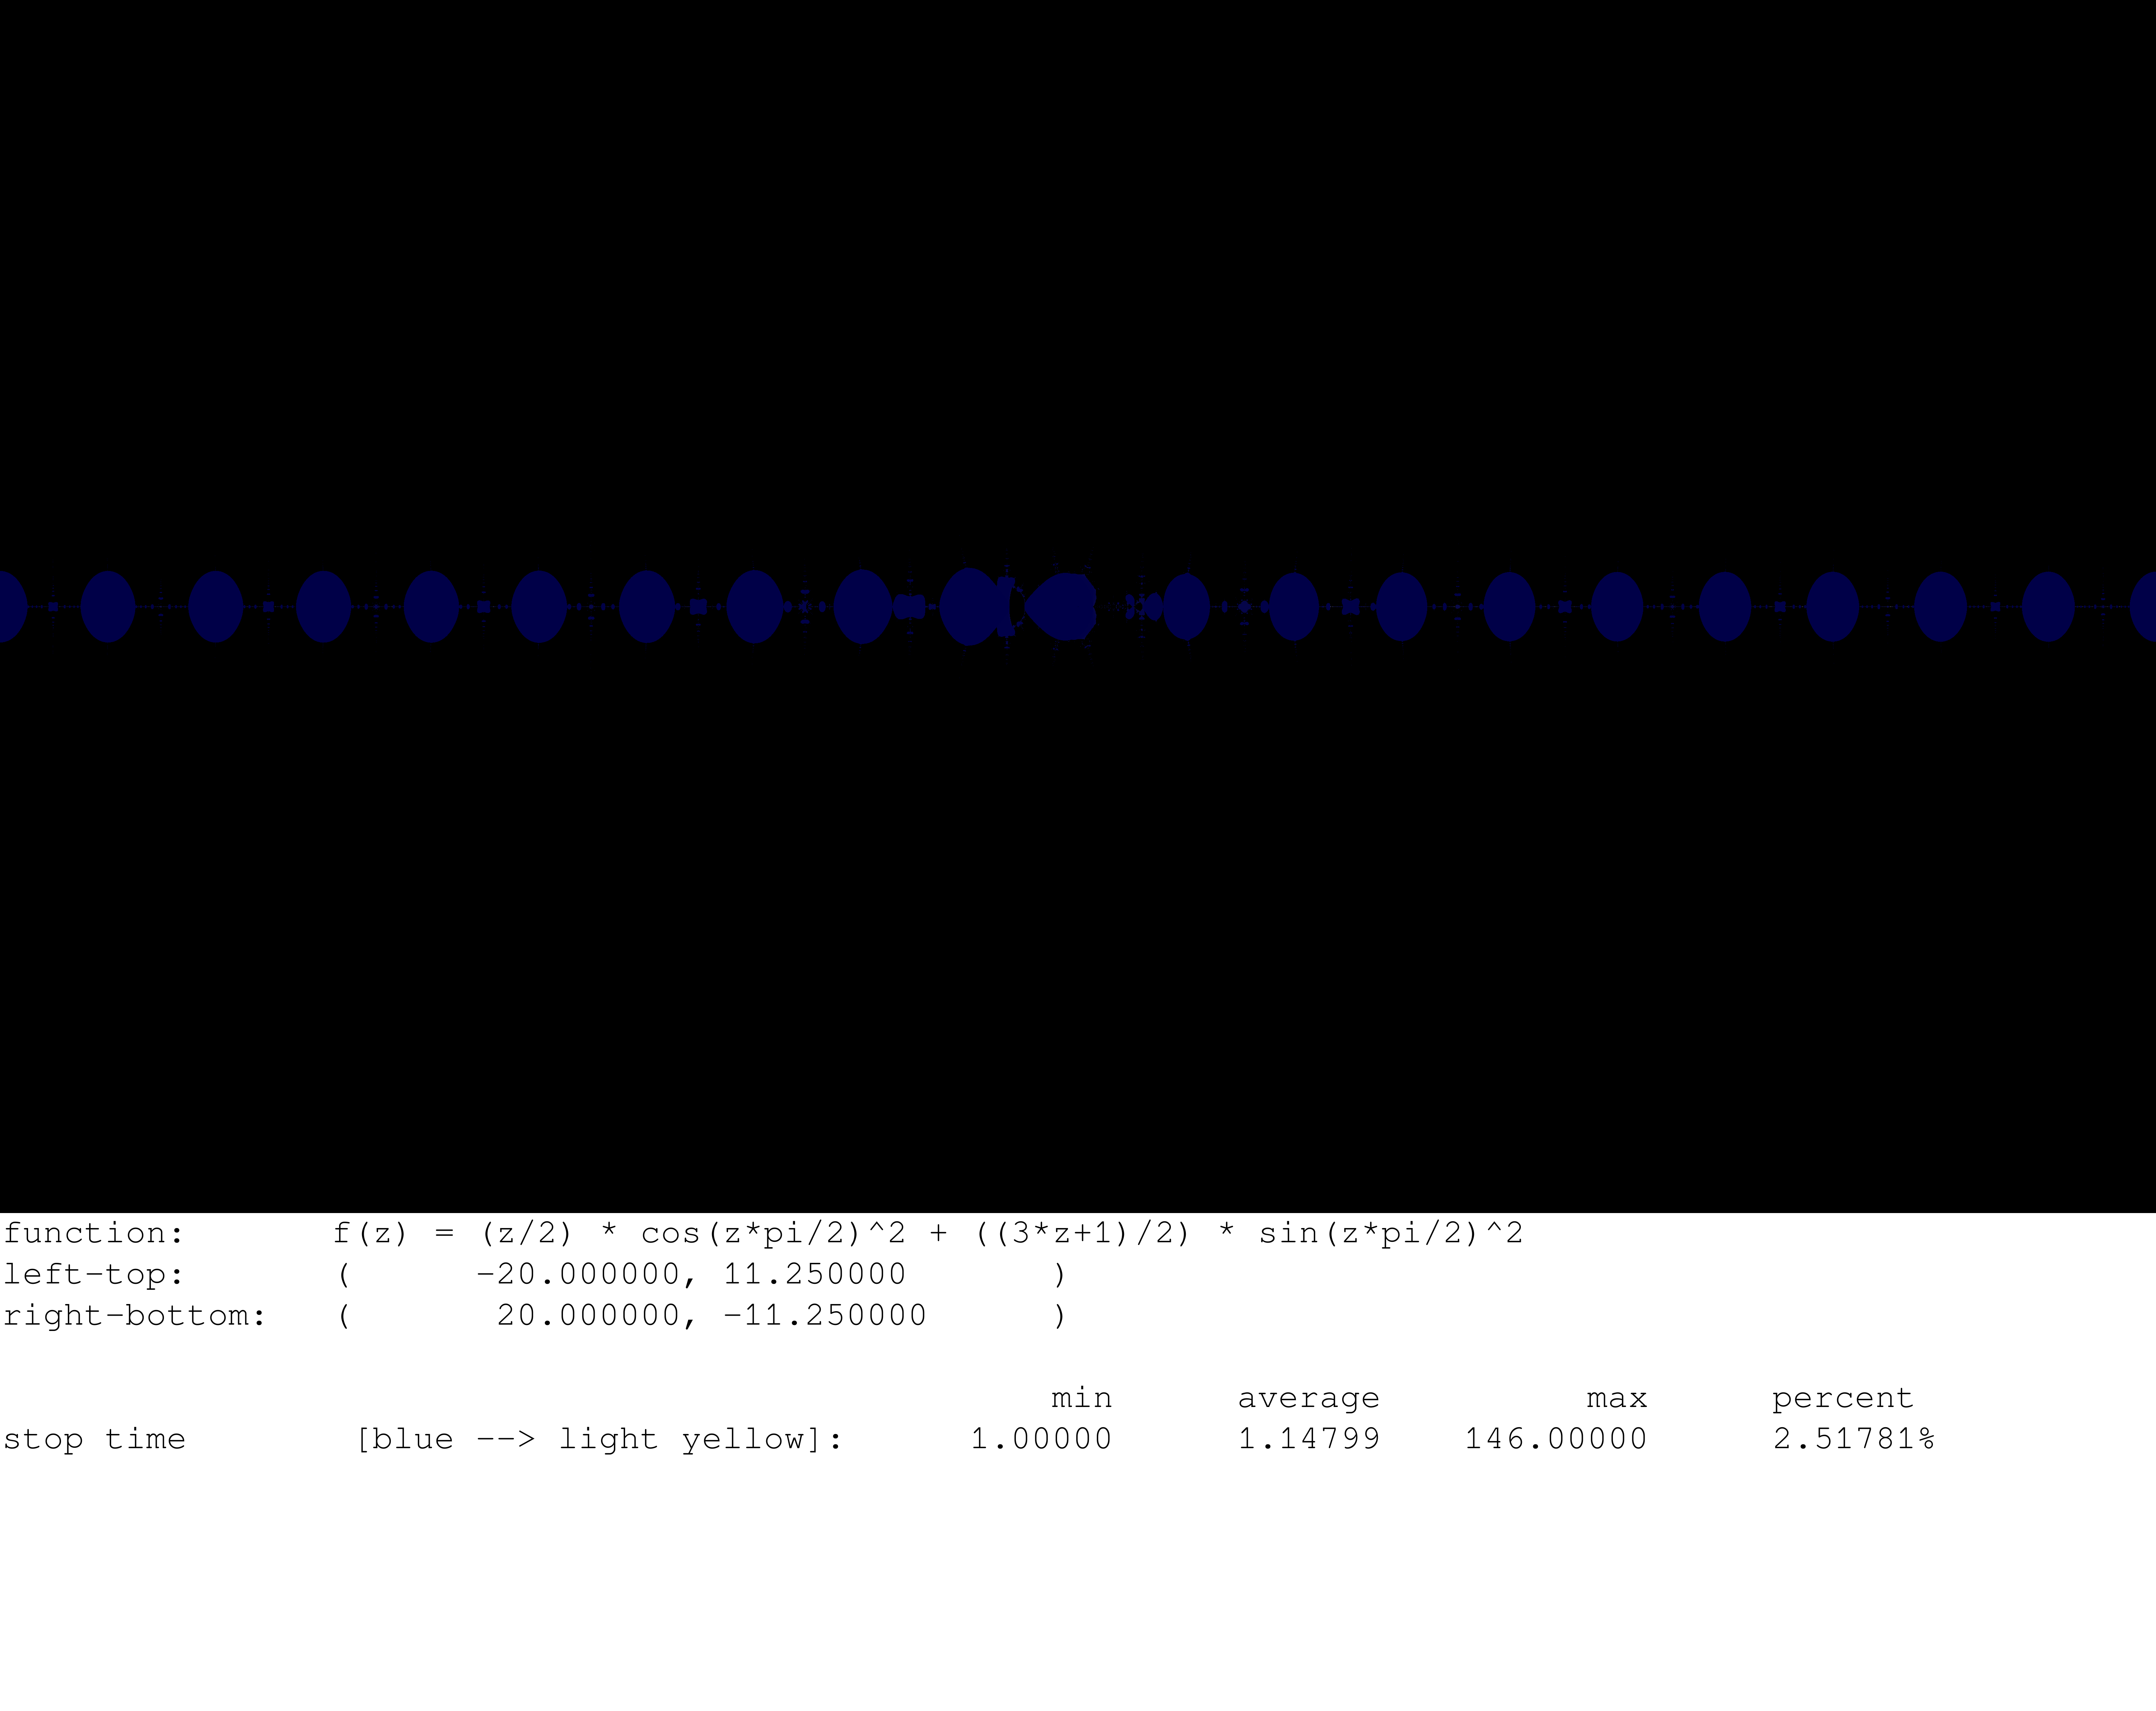 function: f(z) = (z/2) * cos(z*pi/2)^2 + ((3*z+1)/2) * sin(z*pi/2)^2
left-top: ( -20.000000, 11.250000 )
right-bottom: ( 20.000000, -11.250000 )
min average max percent
stop time [blue --> light yellow]: 1.00000 1.14799 146.00000 2.51781%